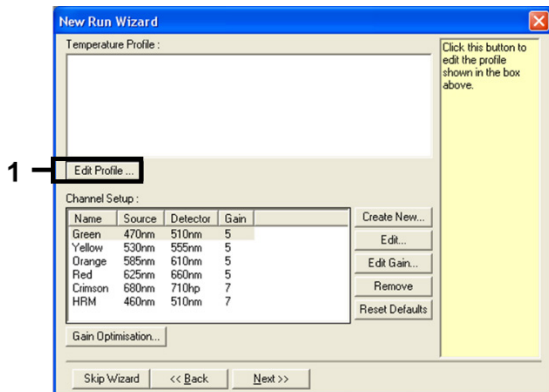 New Run Wizard
Temperature Profile :
Click this button to
edit the profile
shown in the box
above.
1
Edit Profile ...
Channel Setup :
Name Source Detector Gain
Green 470nm 510nm 5
Yellow 530nm 555nm 5
Orange 585nm 610nm 5
Red 625nm 660nm 5
Crimson 680nm 710hp 7
HRM 460nm 510nm 7
Create New...
Edit...
Edit Gain...
Remove
Reset Defaults
Gain Optimisation...
Skip Wizard << Back Next >>